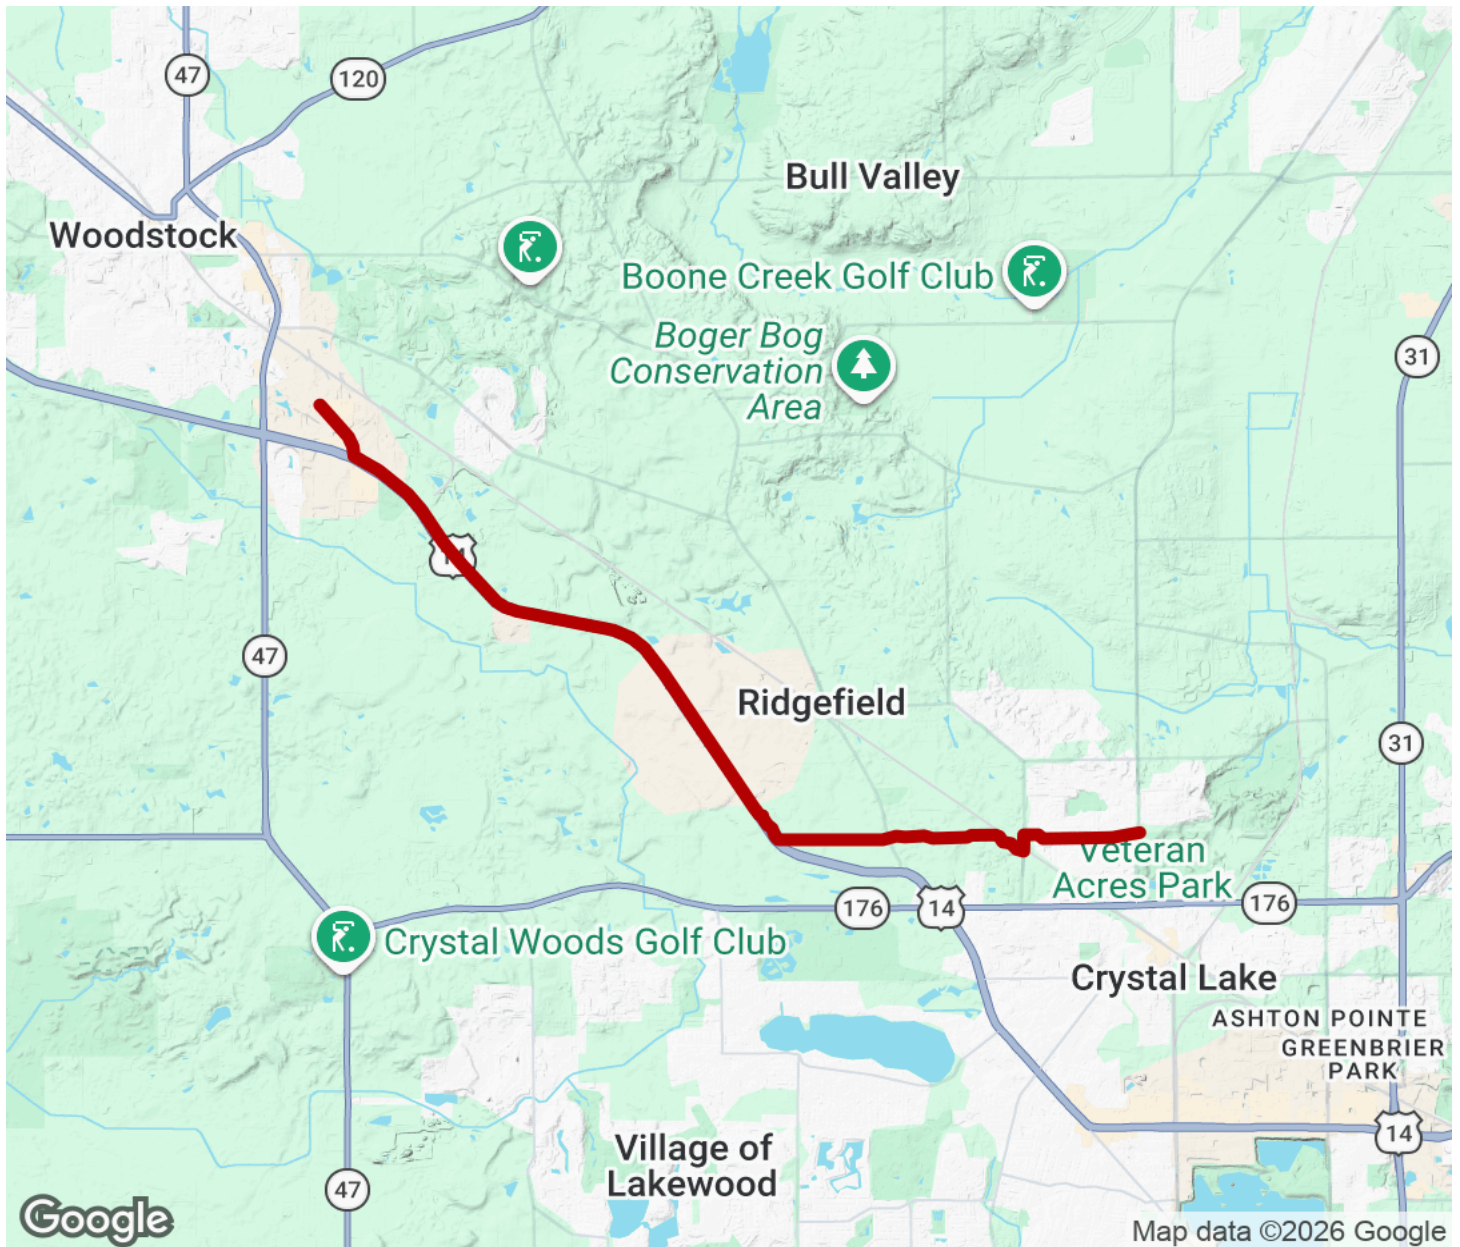 47
120
Bull Valley
Woodstock
Boone Creek Golf Club
Boger Bog
Conservation
Area
31
14
47
Ridgefield
31
Veteran
Acres Park
176
14
176
Crystal Woods Golf Club
Crystal Lake
ASHTON POINTE
GREENBRIER
PARK
14
Village of
Lakewood
47
Google
Map data ©2026 Google